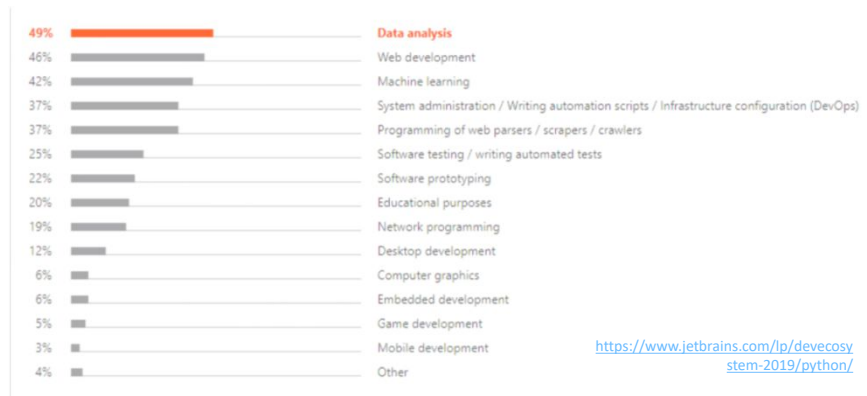 49% Data analysis
46% Web development
42% Machine learning
37% System administration / Writing automation scripts / Infrastructure configuration (DevOps)
37% Programming of web parsers / scrapers / crawlers
25% Software testing / writing automated tests
22% Software prototyping
20% Educational purposes
19% Network programming
12% Desktop development
6% Computer graphics
6% Embedded development
5% Game development
3% Mobile development
4% Other
https://www.jetbrains.com/lp/devecosy
stem-2019/python/